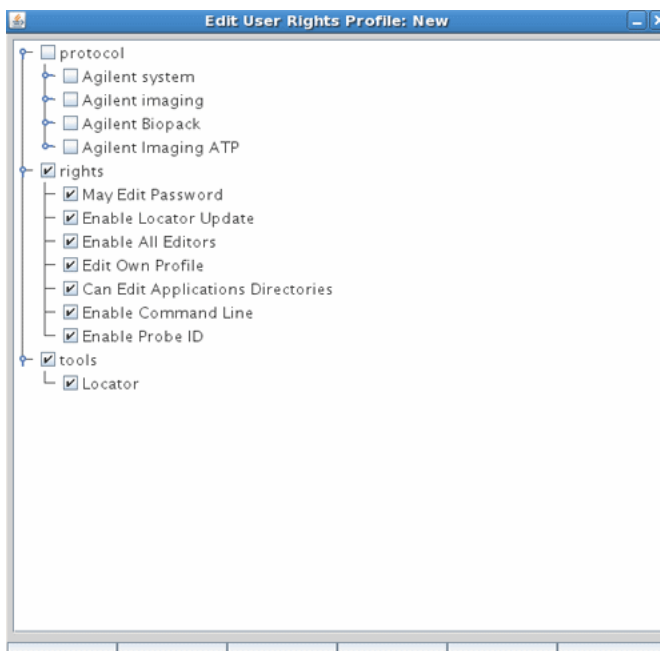 Edit User Rights Profile: New
protocol
Agilent system
Agilent imaging
Agilent Biopack
Agilent Imaging ATP
rights
May Edit Password
Enable Locator Update
Enable All Editors
Edit Own Profile
Can Edit Applications Directories
Enable Command Line
Enable Probe ID
tools
Locator